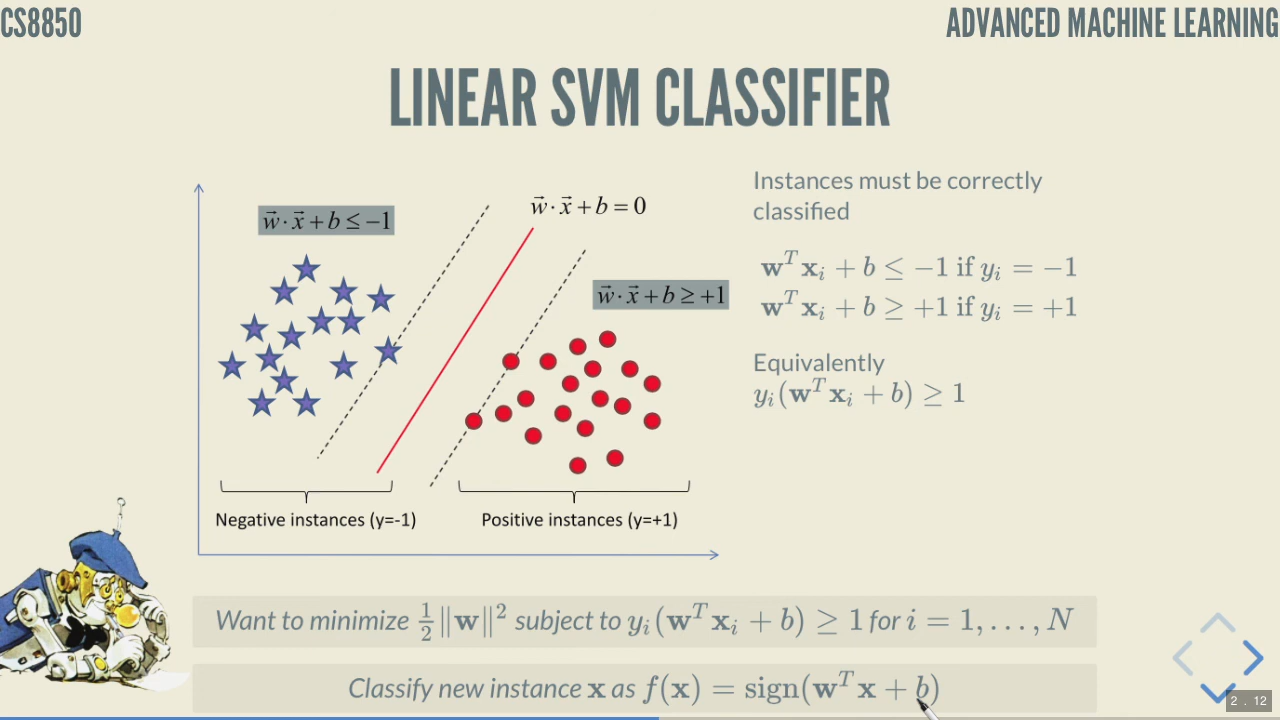 CS8850
ADVANCED MACHINE LEARNING
LINEAR SVM CLASSIFIER
w⃗ · x⃗ + b ≤ −1
w⃗ · x⃗ + b = 0
w⃗ · x⃗ + b ≥ +1
Negative instances (y=-1)
Positive instances (y=+1)
Instances must be correctly
classified
wᵀxᵢ + b ≤ −1 if yᵢ = −1
wᵀxᵢ + b ≥ +1 if yᵢ = +1
Equivalently
yᵢ(wᵀxᵢ + b) ≥ 1
Want to minimize ½‖w‖² subject to yᵢ(wᵀxᵢ + b) ≥ 1 for i = 1, . . . , N
Classify new instance x as f(x) = sign(wᵀx + b)
2 . 12